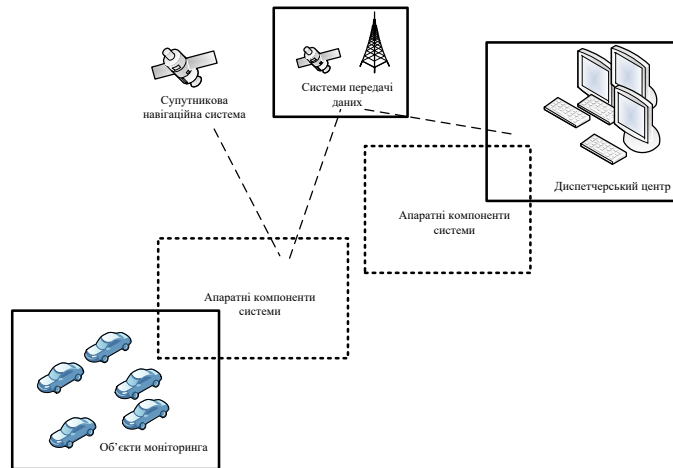 Супутникова
навігаційна система
Системи передачі
даних
Диспетчерський центр
Апаратні компоненти
системи
Апаратні компоненти
системи
Об’єкти моніторинга